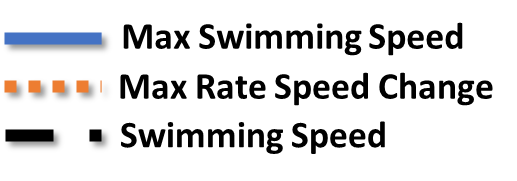 Max Swimming Speed
Max Rate Speed Change
Swimming Speed